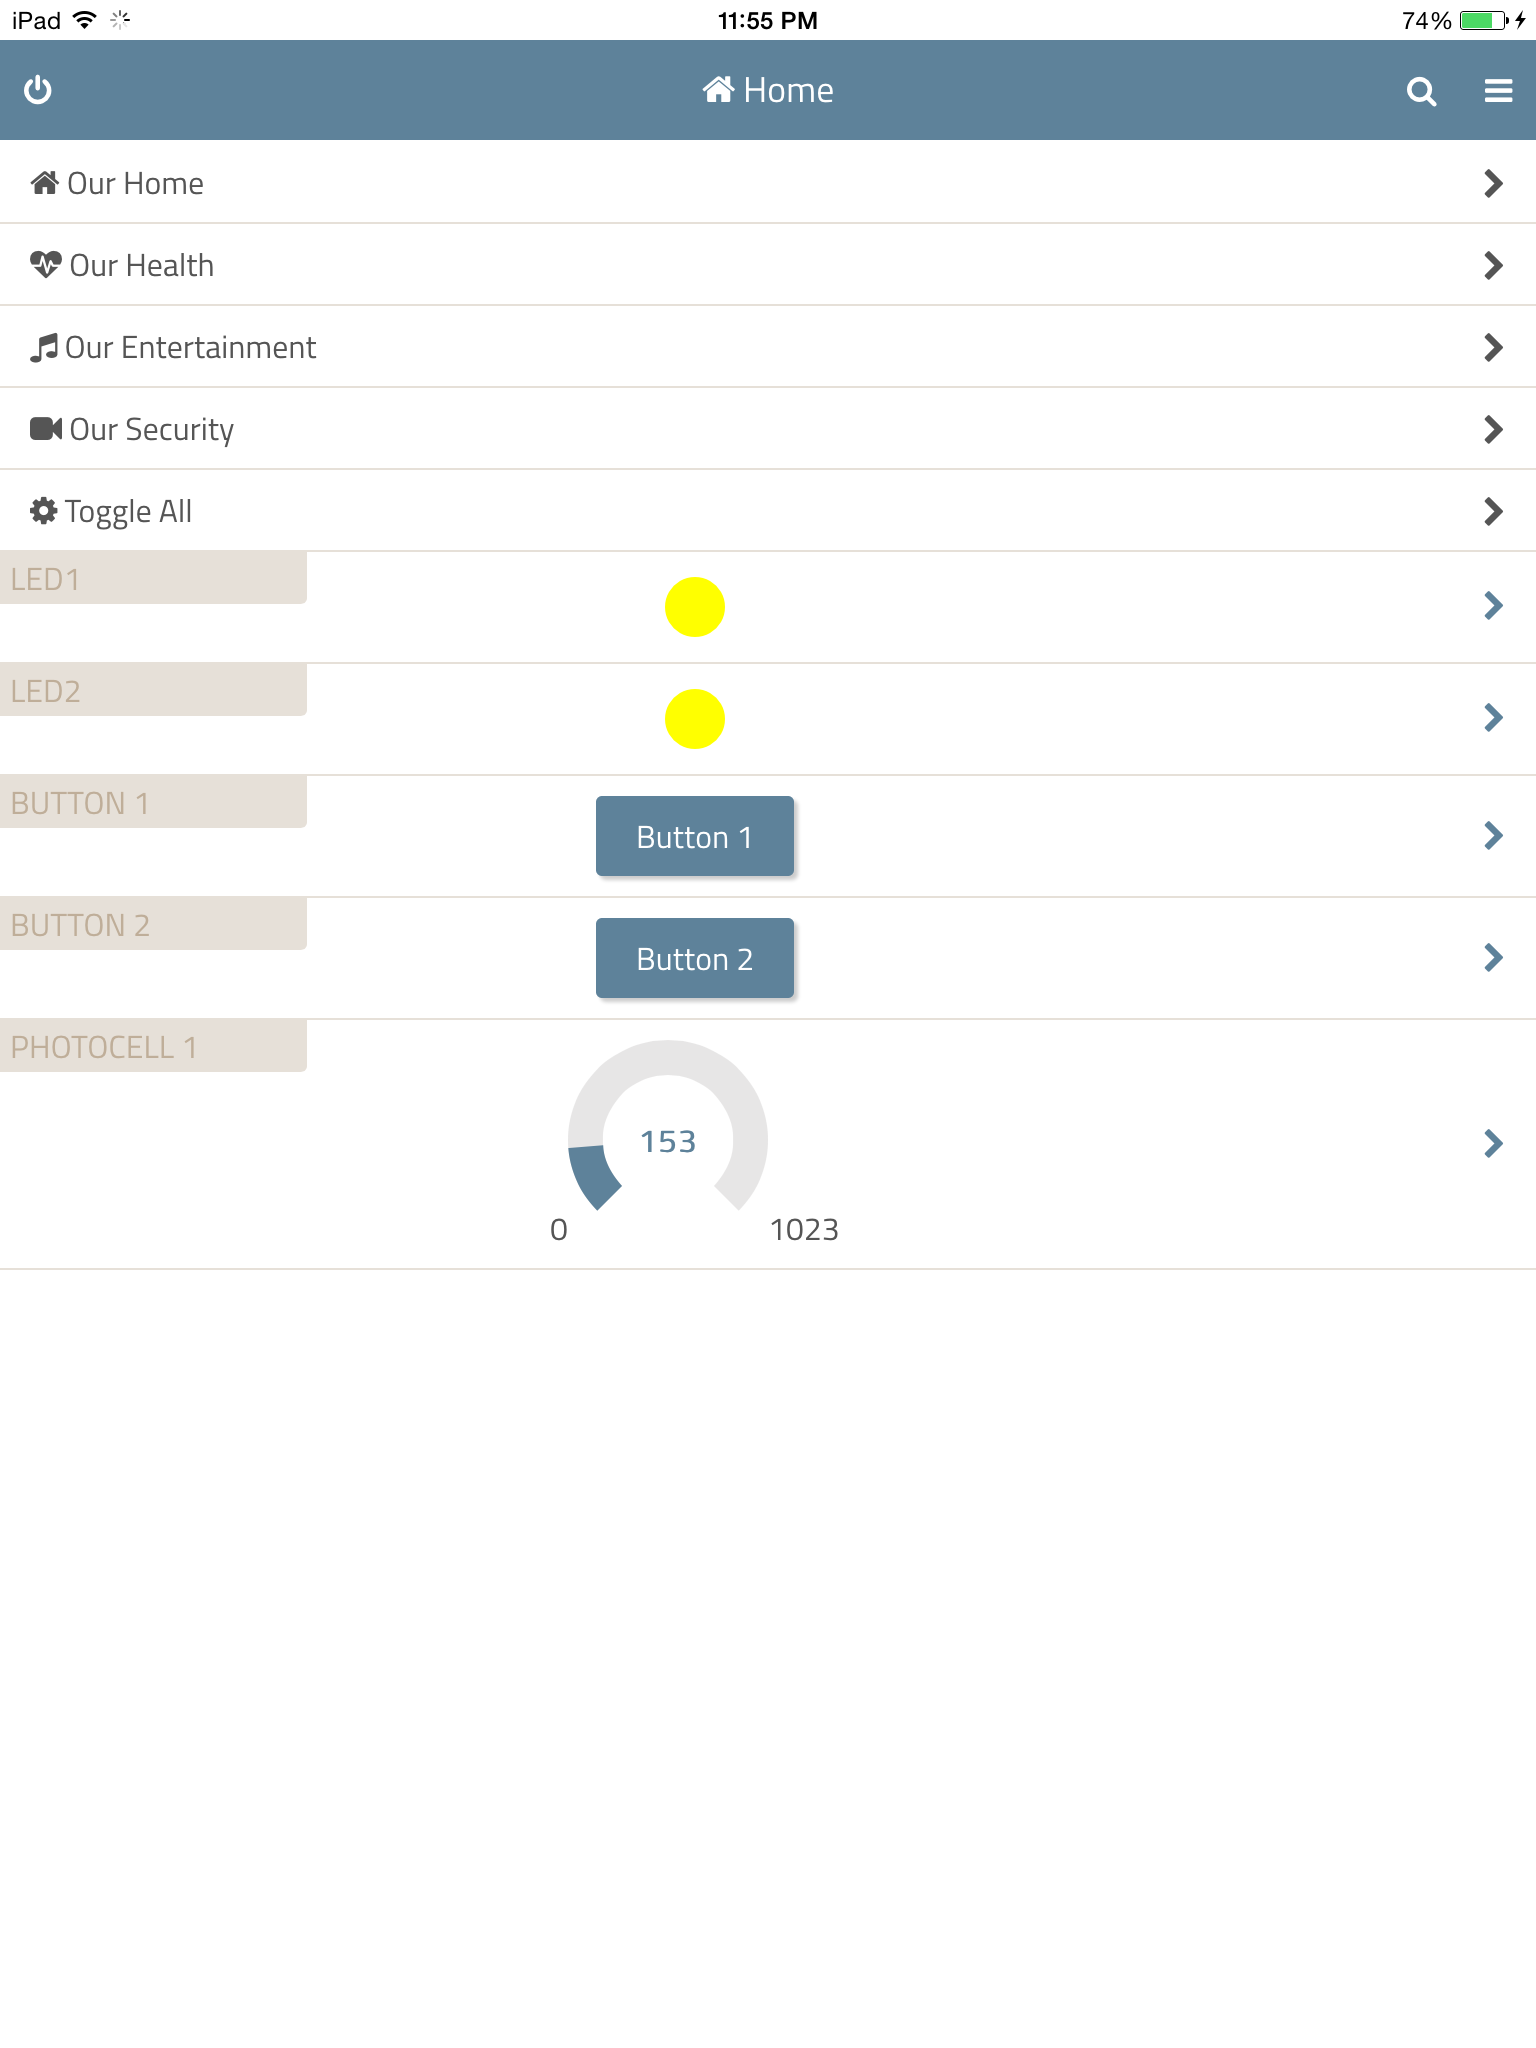 iPad 11:55 PM 74%
Home
Our Home
Our Health
Our Entertainment
Our Security
Toggle All
LED1
LED2
BUTTON 1
Button 1
BUTTON 2
Button 2
PHOTOCELL 1
153
0 1023